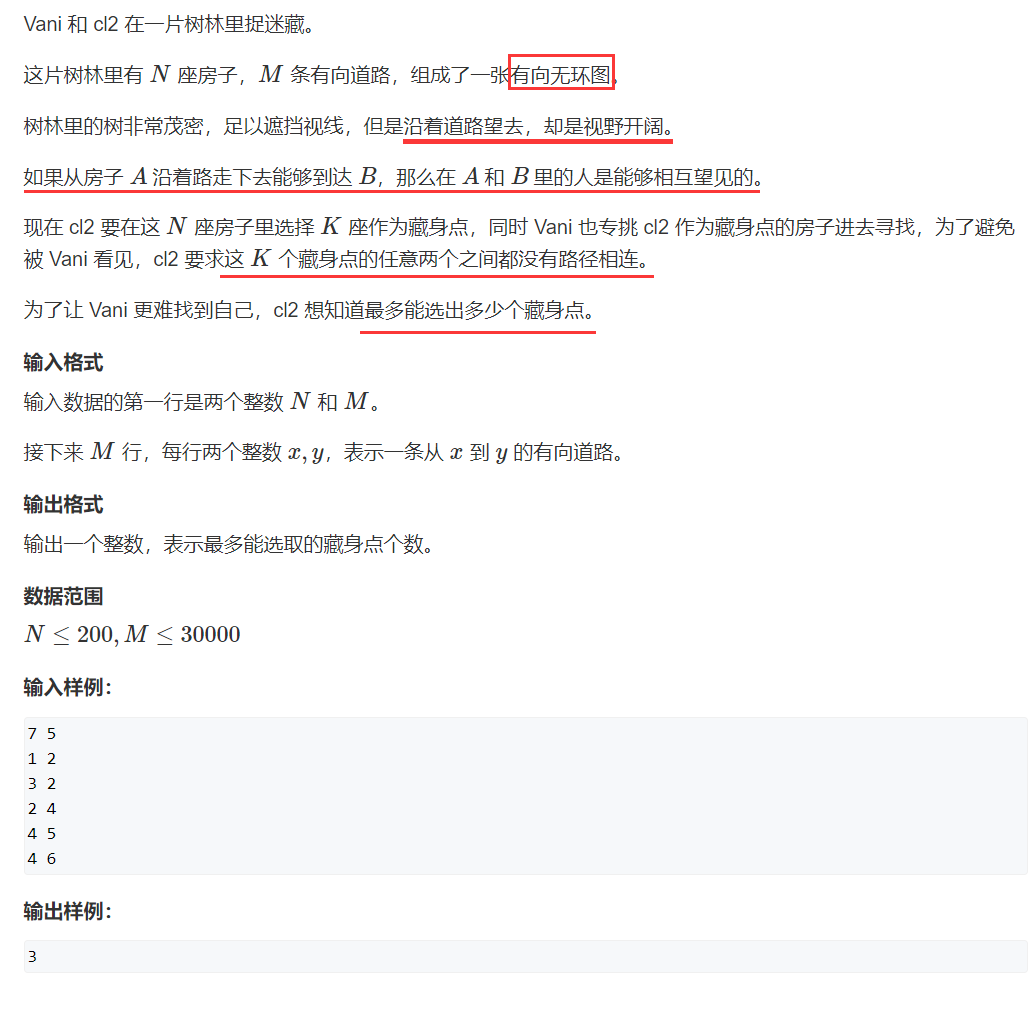 Vani 和 cl2 在一片树林里捉迷藏。
这片树林里有 N 座房子，M 条有向道路，组成了一张有向无环图。
树林里的树非常茂密，足以遮挡视线，但是沿着道路望去，却是视野开阔。
如果从房子 A 沿着路走下去能够到达 B，那么在 A 和 B 里的人是能够相互望见的。
现在 cl2 要在这 N 座房子里选择 K 座作为藏身点，同时 Vani 也专挑 cl2 作为藏身点的房子进去寻找，为了避免
被 Vani 看见，cl2 要求这 K 个藏身点的任意两个之间都没有路径相连。
为了让 Vani 更难找到自己，cl2 想知道最多能选出多少个藏身点。
输入格式
输入数据的第一行是两个整数 N 和 M。
接下来 M 行，每行两个整数 x, y，表示一条从 x 到 y 的有向道路。
输出格式
输出一个整数，表示最多能选取的藏身点个数。
数据范围
N ≤ 200, M ≤ 30000
输入样例：
7 5
1 2
3 2
2 4
4 5
4 6
输出样例：
3